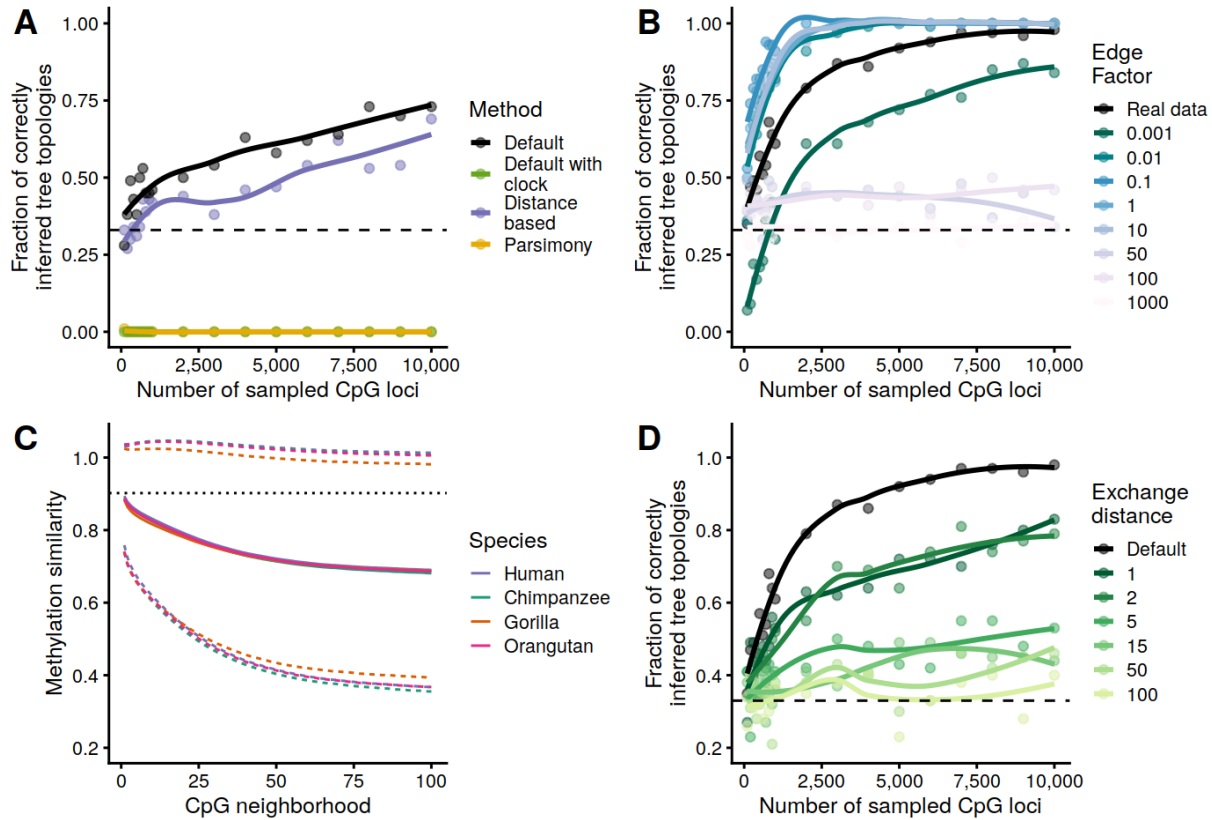 A
Fraction of correctly
inferred tree topologies
1.00
0.75
0.50
0.25
0.00
0
2,500
5,000
7,500
10,000
Number of sampled CpG loci
Method
Default
Default with
clock
Distance
based
Parsimony
B
Fraction of correctly
inferred tree topologies
1.00
0.75
0.50
0.25
0.00
0
2,500
5,000
7,500
10,000
Number of sampled CpG loci
Edge
Factor
Real data
0.001
0.01
0.1
1
10
50
100
1000
C
Methylation similarity
1.0
0.8
0.6
0.4
0.2
0
25
50
75
100
CpG neighborhood
Species
Human
Chimpanzee
Gorilla
Orangutan
D
Fraction of correctly
inferred tree topologies
1.0
0.8
0.6
0.4
0.2
0
2,500
5,000
7,500
10,000
Number of sampled CpG loci
Exchange
distance
Default
1
2
5
15
50
100